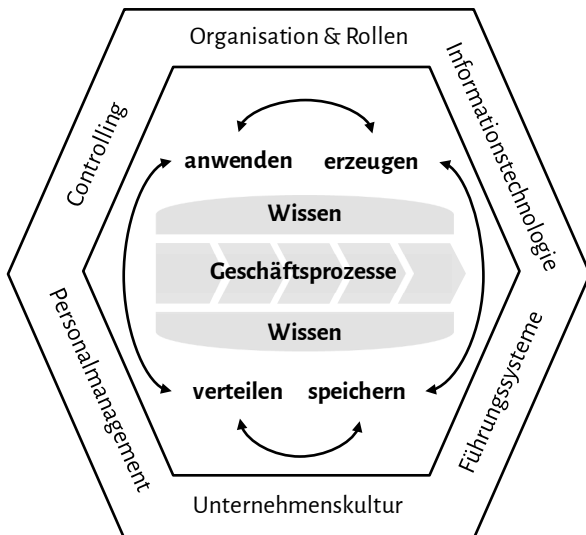 Organisation & Rollen
Informationstechnologie
Controlling
anwenden erzeugen
Wissen
Geschäftsprozesse
Wissen
verteilen speichern
Personalmanagement
Führungssysteme
Unternehmenskultur